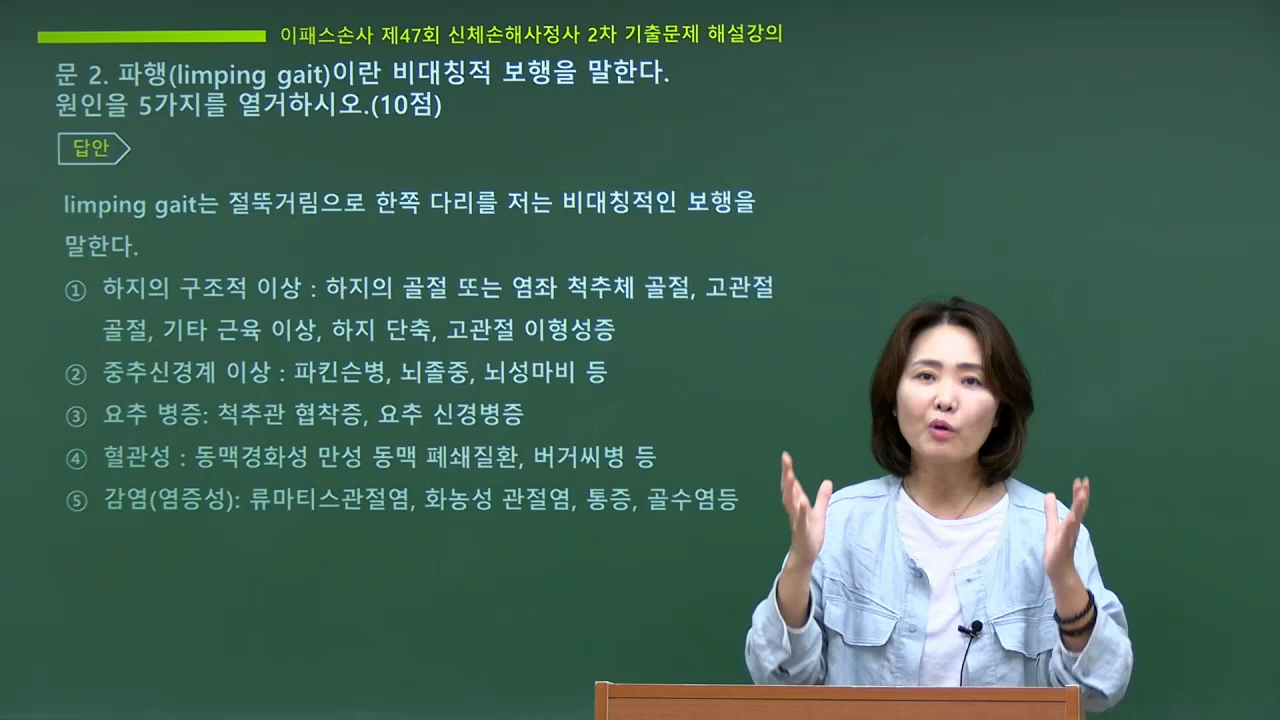 이패스손사 제47회 신체손해사정사 2차 기출문제 해설강의
문 2. 파행(limping gait)이란 비대칭적 보행을 말한다.
원인을 5가지를 열거하시오.(10점)
답안
limping gait는 절뚝거림으로 한쪽 다리를 저는 비대칭적인 보행을
말한다.
① 하지의 구조적 이상 : 하지의 골절 또는 염좌 척추체 골절, 고관절
골절, 기타 근육 이상, 하지 단축, 고관절 이형성증
② 중추신경계 이상 : 파킨슨병, 뇌졸중, 뇌성마비 등
③ 요추 병증: 척추관 협착증, 요추 신경병증
④ 혈관성 : 동맥경화성 만성 동맥 폐쇄질환, 버거씨병 등
⑤ 감염(염증성): 류마티스관절염, 화농성 관절염, 통증, 골수염등